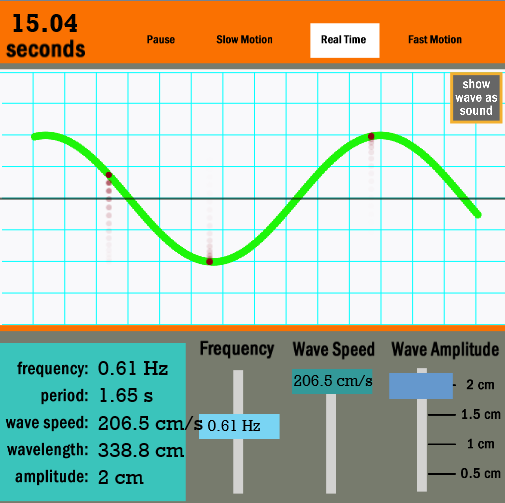 15.04
seconds
Pause
Slow Motion
Real Time
Fast Motion
show
wave as
sound
frequency: 0.61 Hz
period: 1.65 s
wave speed: 206.5 cm/s
wavelength: 338.8 cm
amplitude: 2 cm
Frequency
0.61 Hz
Wave Speed
206.5 cm/s
Wave Amplitude
2 cm
1.5 cm
1 cm
0.5 cm